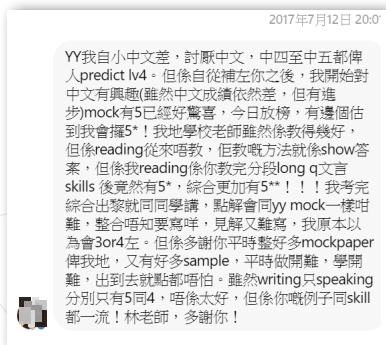 2017年7月12日 20:01
YY我自小中文差，討厭中文，中四至中五都俾
人predict lv4。但係自從補左你之後，我開始對
中文有興趣(雖然中文成績依然差，但有進
步)mock有5人已經好驚喜，今日放榜，有邊個估
到我會攞5*！我地學校老師雖然係教得幾好，
但係reading從來唔教，佢教嘅方法就係show答
案，但係我reading係你教完分段long q文言
skills 後竟然有5*，綜合更加有5**！！！我考完
綜合出黎就同同學講，點解會同yy mock一樣咁
難，整合唔知要寫咩，見解又難寫，我原本以
為會3or4左。但係多謝你平時整好多mockpaper
俾我地，又有好多sample，平時做開難，學開
難，出到去就點都唔怕。雖然writing只speaking
分別只有5同4，唔係太好，但係你嘅例子同skill
都一流！林老師，多謝你！